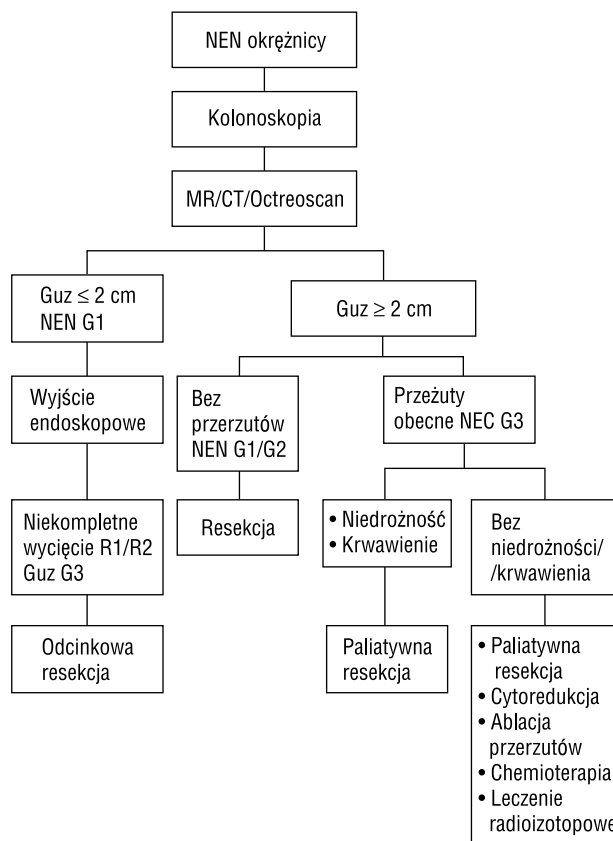 NEN okrężnicy
Kolonoskopia
MR/CT/Octreoscan
Guz ≤ 2 cm
NEN G1
Guz ≥ 2 cm
Wyjście
endoskopowe
Bez
przerzutów
NEN G1/G2
Przeżuty
obecne NEC G3
Niekompletne
wycięcie R1/R2
Guz G3
Resekcja
• Niedrożność
• Krwawienie
Bez
niedrożności/
/krwawienia
Odcinkowa
resekcja
Paliatywna
resekcja
• Paliatywna
resekcja
• Cytoredukcja
• Ablacja
przerzutów
• Chemioterapia
• Leczenie
radioizotopowe